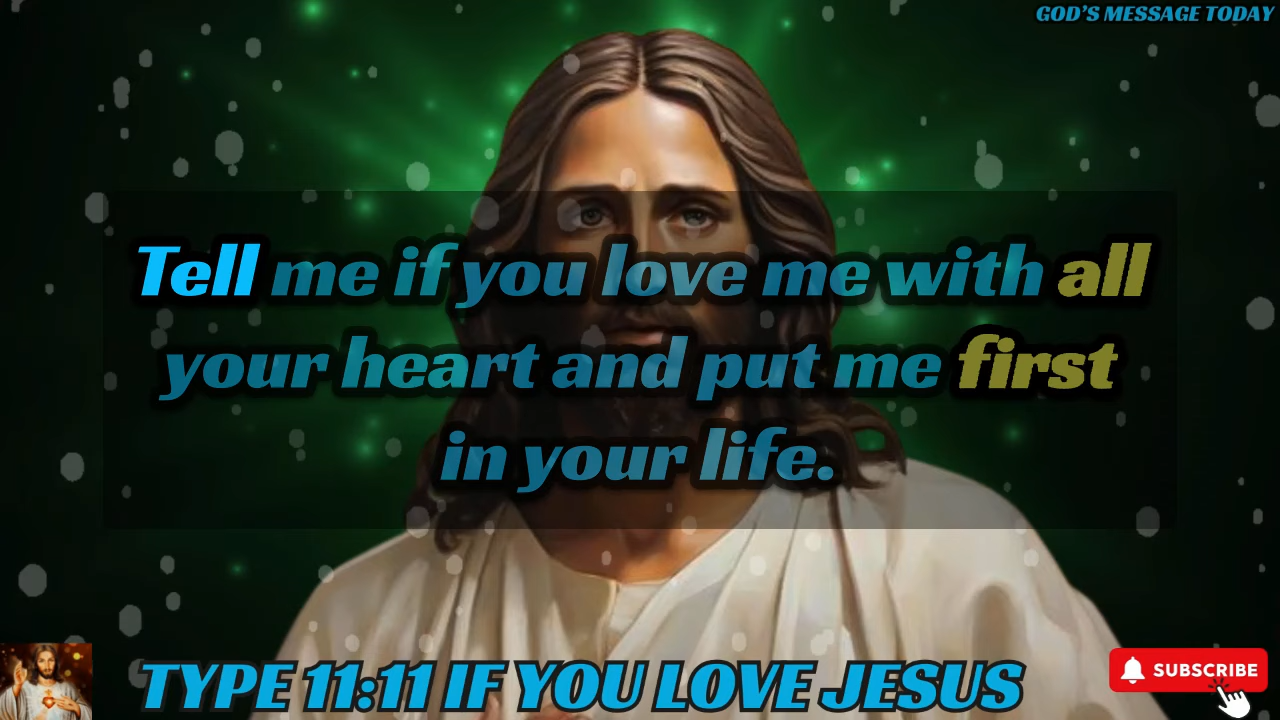 GOD'S MESSAGE TODAY
Tell me if you love me with all
your heart and put me first
in your life.
TYPE 11:11 IF YOU LOVE JESUS
SUBSCRIBE